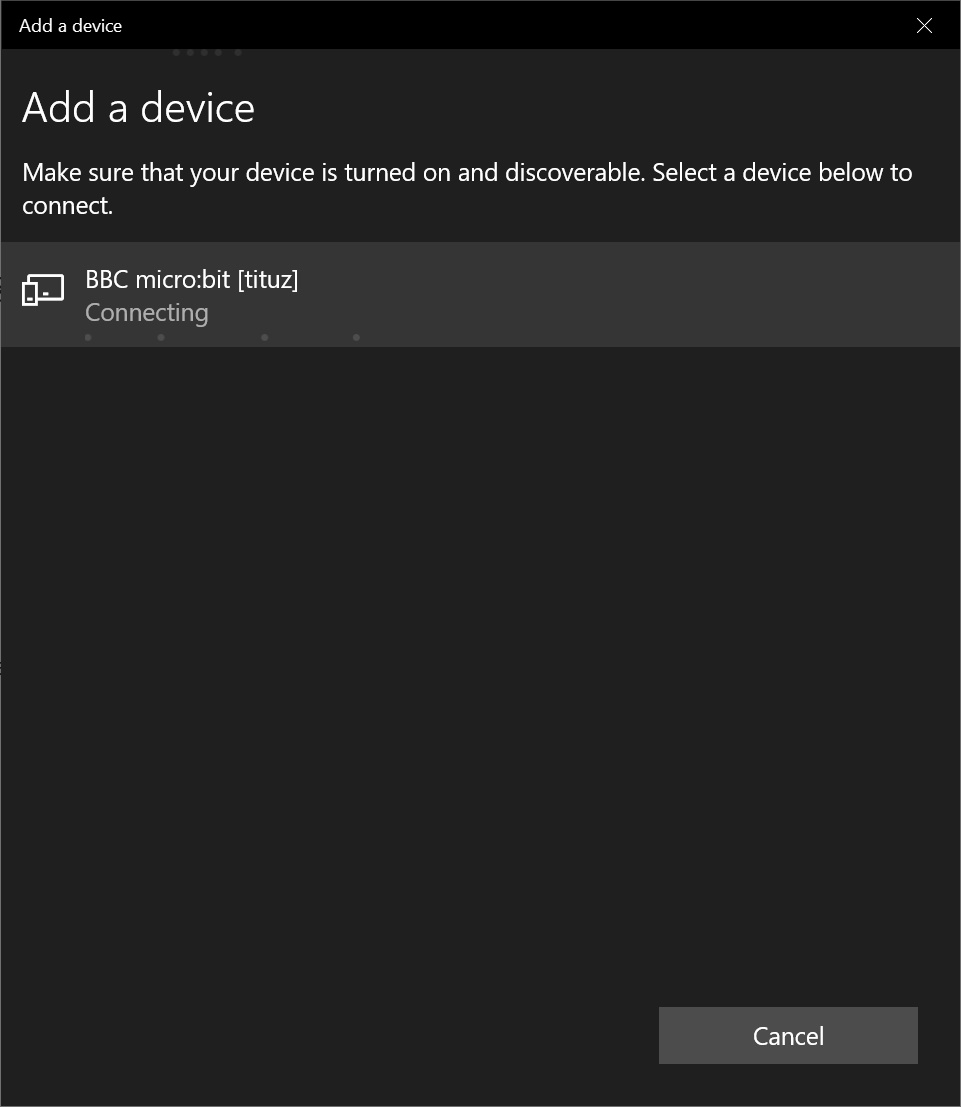 Add a device
Add a device
Make sure that your device is turned on and discoverable. Select a device below to
connect.
BBC micro:bit [tituz]
Connecting
Cancel